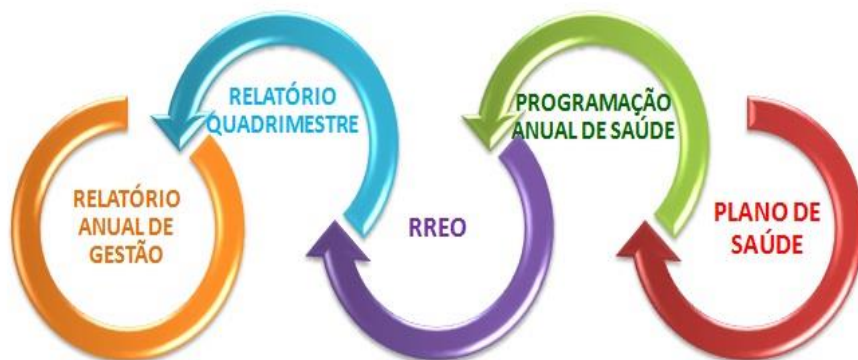 RELATÓRIO
ANUAL DE
GESTÃO
RELATÓRIO
QUADRIMESTRE
RREO
PROGRAMAÇÃO
ANUAL DE SAÚDE
PLANO DE
SAÚDE